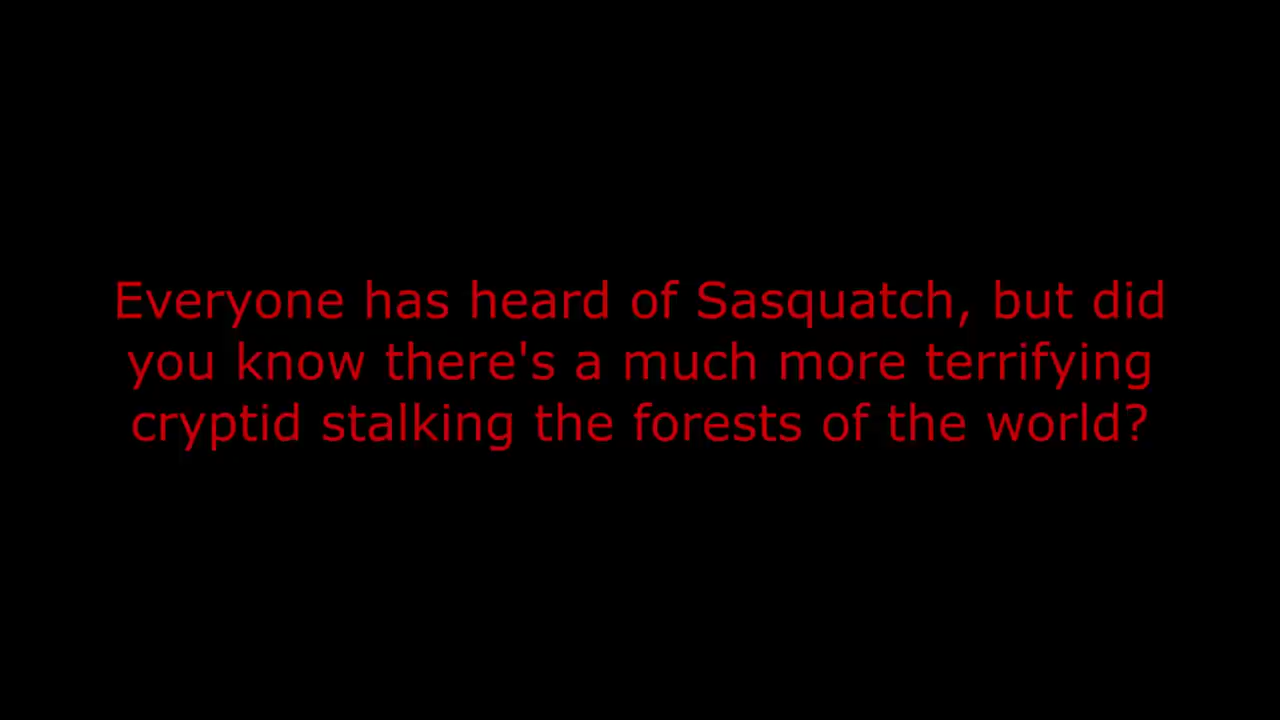 Everyone has heard of Sasquatch, but did
you know there's a much more terrifying
cryptid stalking the forests of the world?